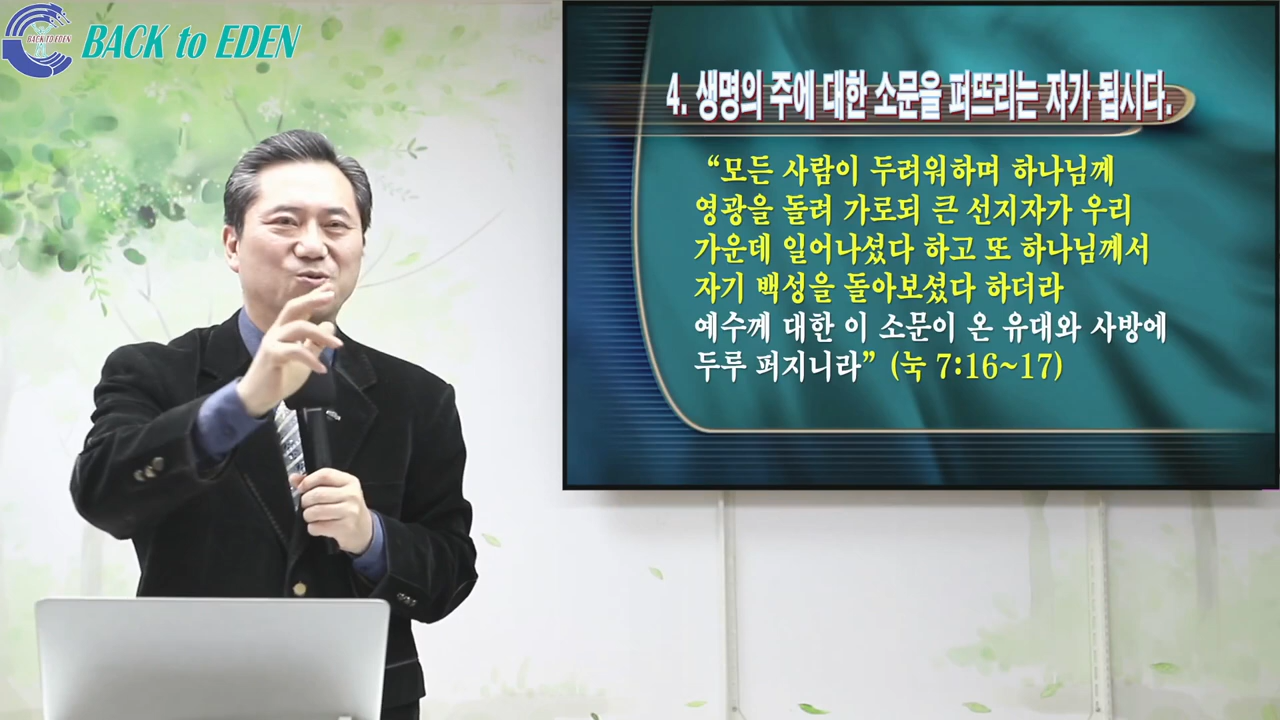 BACK TO EDEN
BACK to EDEN
4. 생명의 주에 대한 소문을 퍼뜨리는 자가 됩시다.
“모든 사람이 두려워하며 하나님께
영광을 돌려 가로되 큰 선지자가 우리
가운데 일어나셨다 하고 또 하나님께서
자기 백성을 돌아보셨다 하더라
예수께 대한 이 소문이 온 유대와 사방에
두루 퍼지니라” (눅 7:16~17)